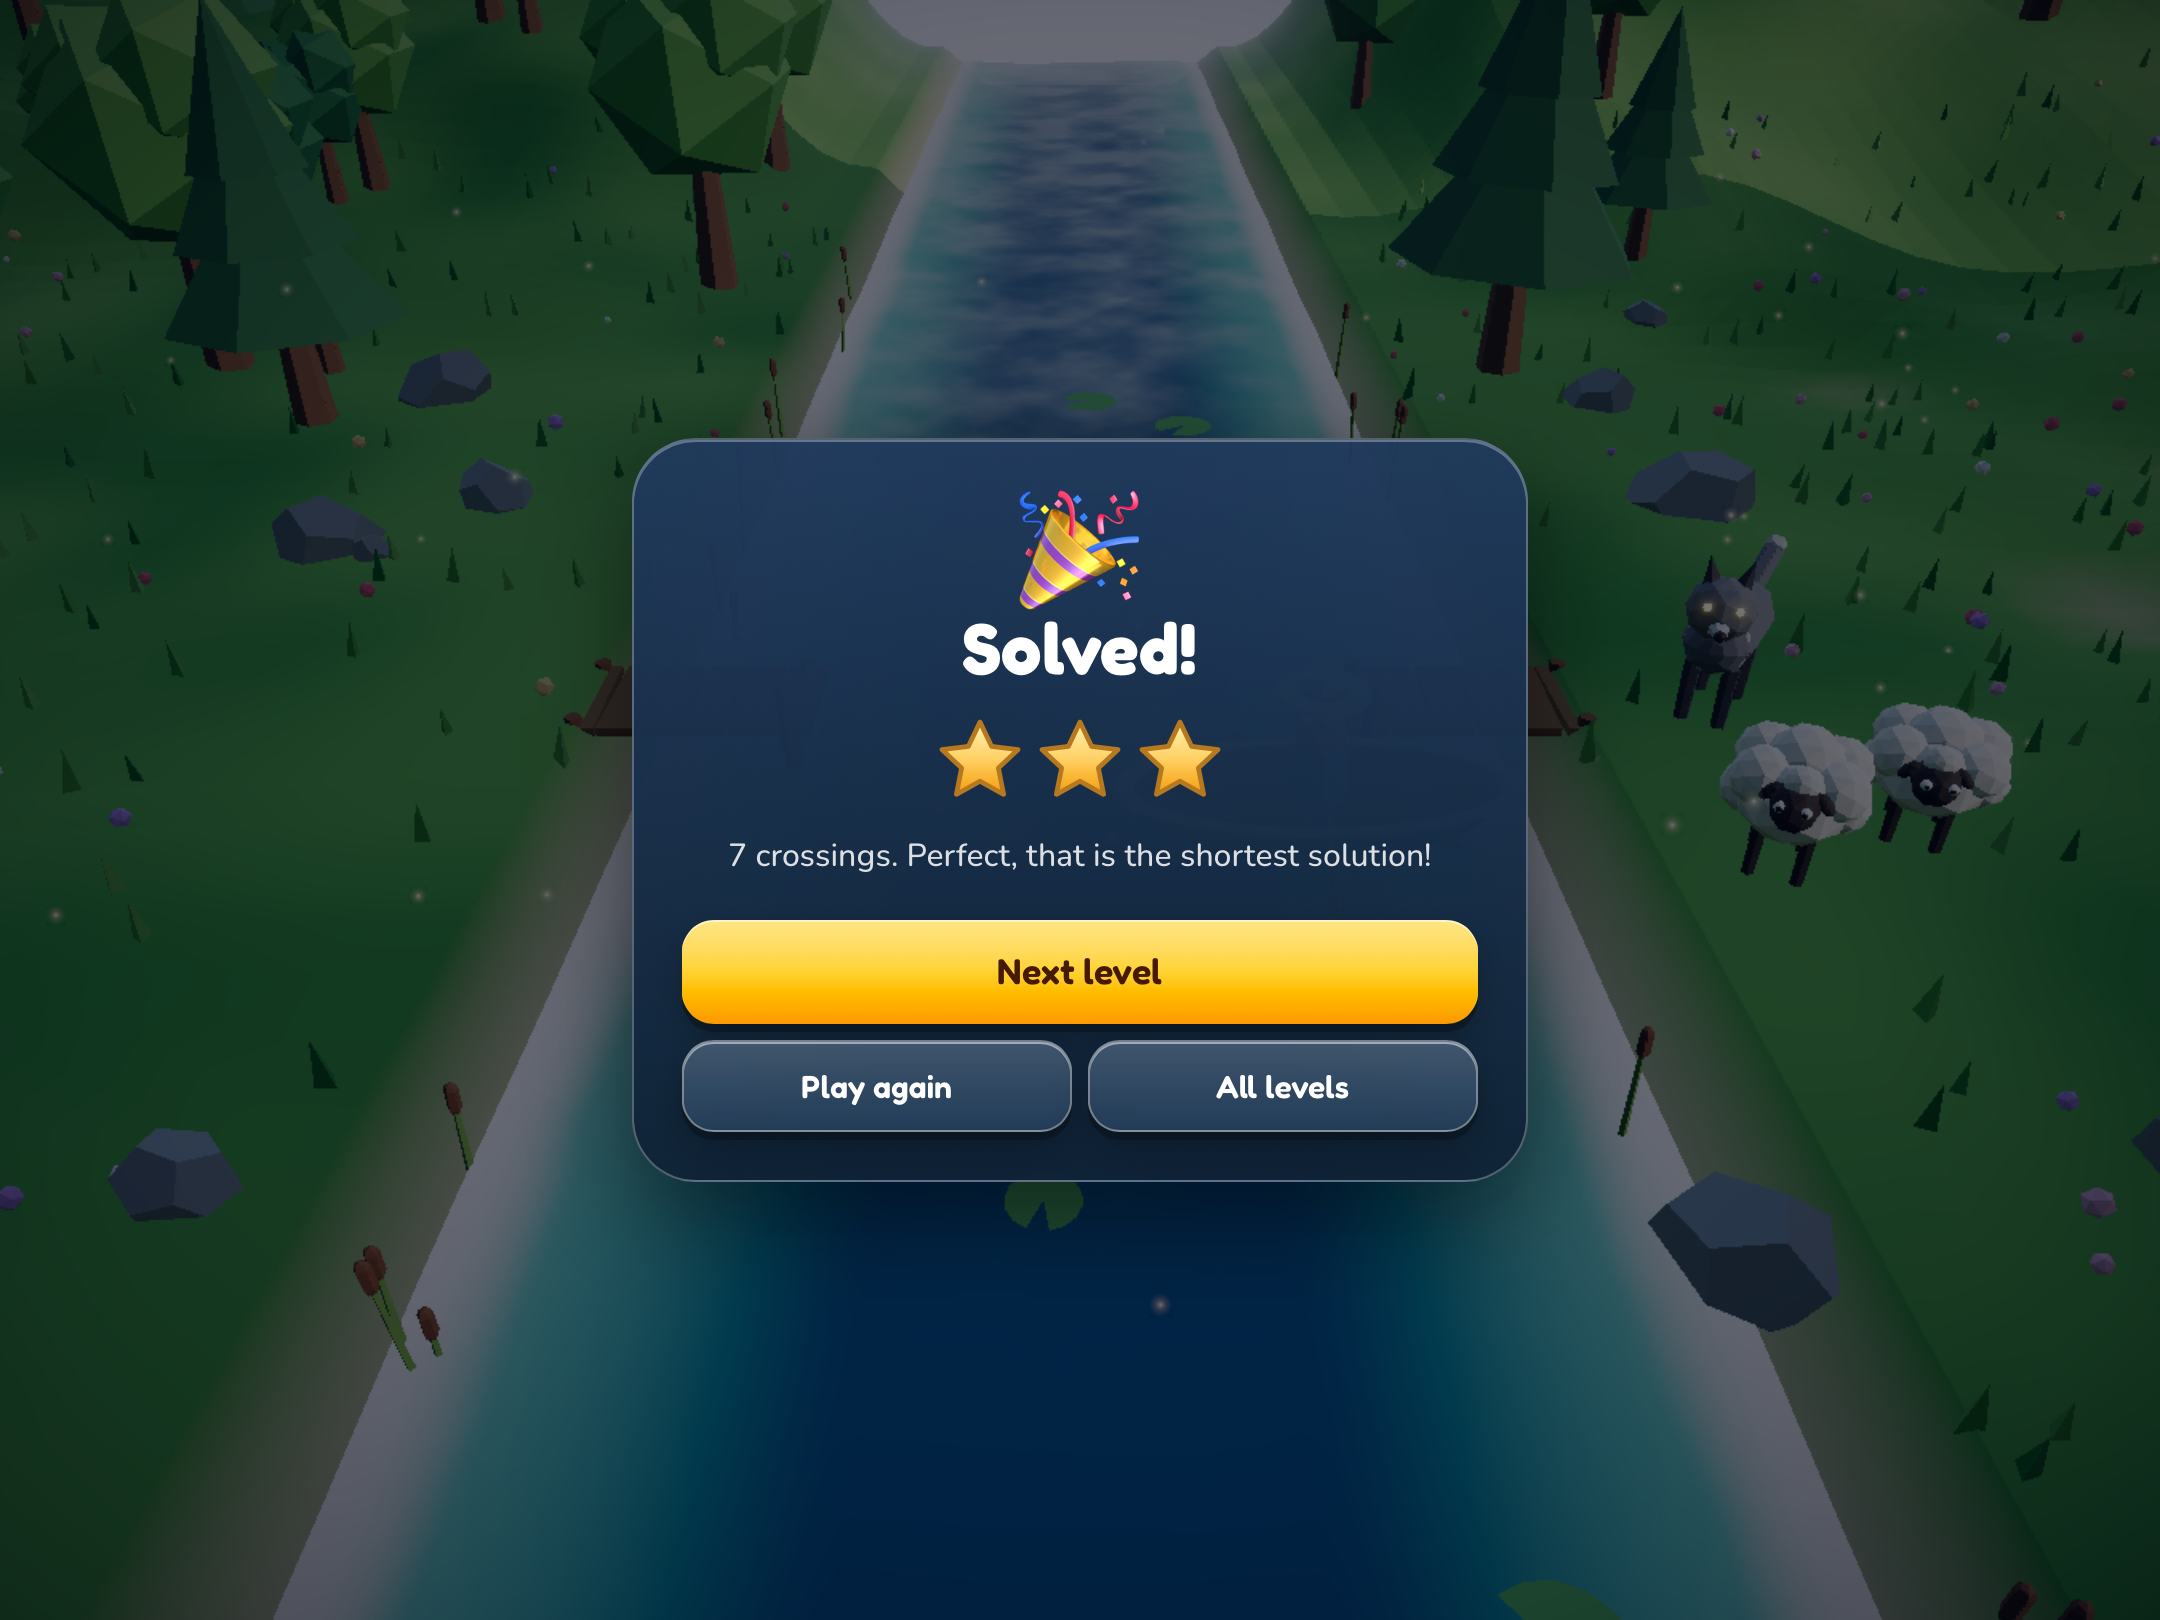 Solved!
7 crossings. Perfect, that is the shortest solution!
Next level
Play again
All levels